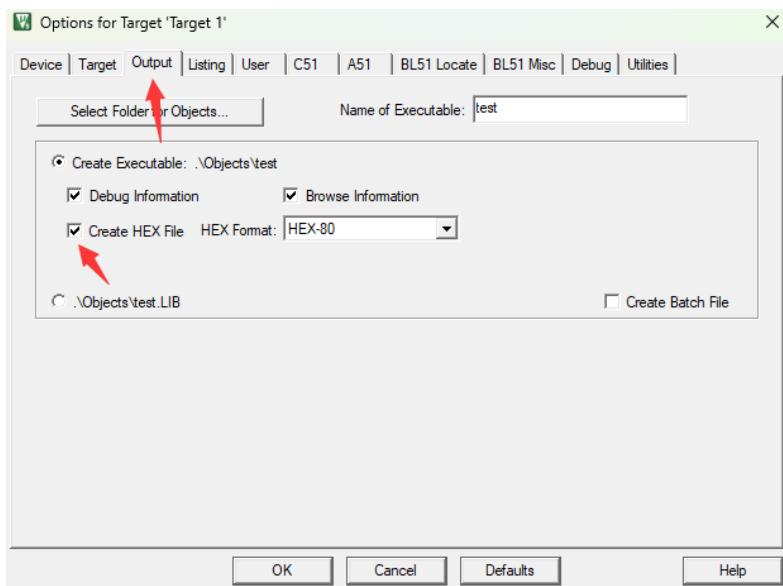 Options for Target 'Target 1'
Device Target Output Listing User C51 A51 BL51 Locate BL51 Misc Debug Utilities
Select Folder for Objects... Name of Executable: test
Create Executable: .\Objects\test
Debug Information Browse Information
Create HEX File HEX Format: HEX-80
.\Objects\test.LIB Create Batch File
OK Cancel Defaults Help